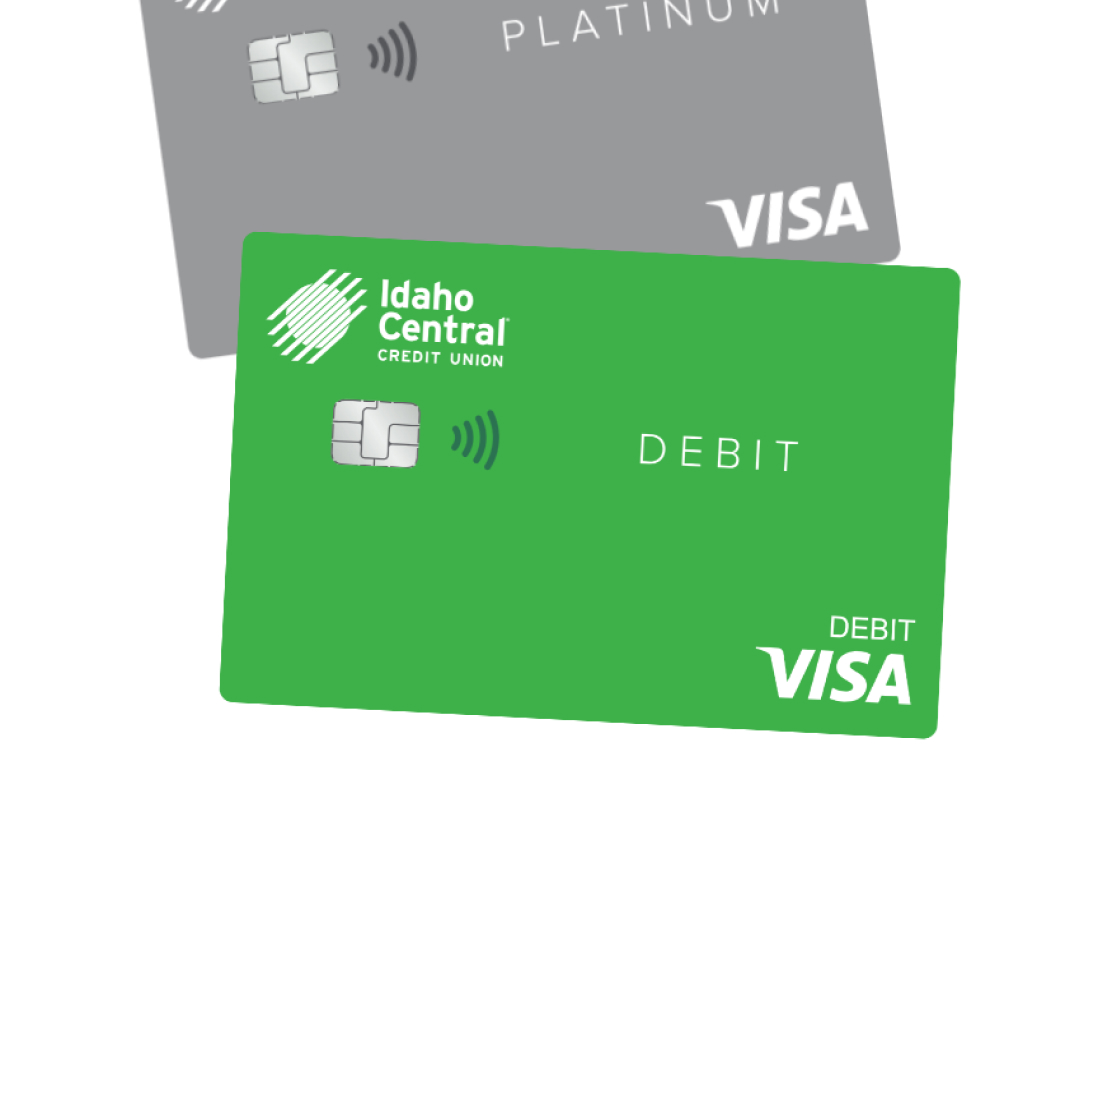 PLATINUM
VISA
Idaho
Central
CREDIT UNION
DEBIT
DEBIT
VISA